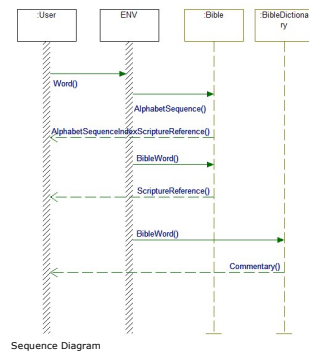 :User
ENV
:Bible
:BibleDictiona
ry
Word()
AlphabetSequence()
AlphabetSequenceIndexScriptureReference()
BibleWord()
ScriptureReference()
BibleWord()
Commentary()
Sequence Diagram